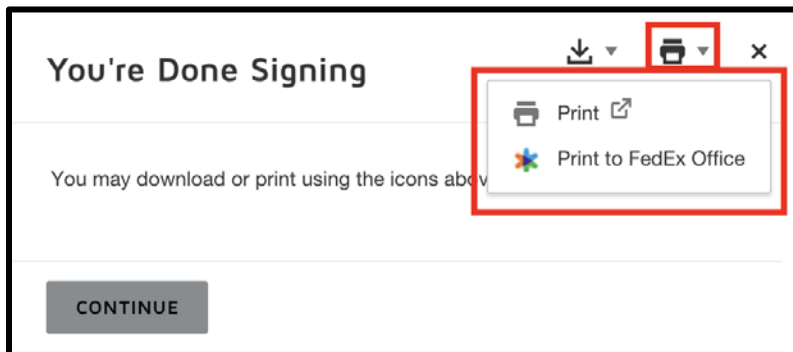 You're Done Signing
Print
Print to FedEx Office
You may download or print using the icons abov
CONTINUE